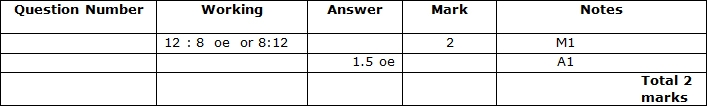 Question Number Working Answer Mark Notes
12 : 8 oe or 8:12 2 M1
1.5 oe A1
Total 2
marks